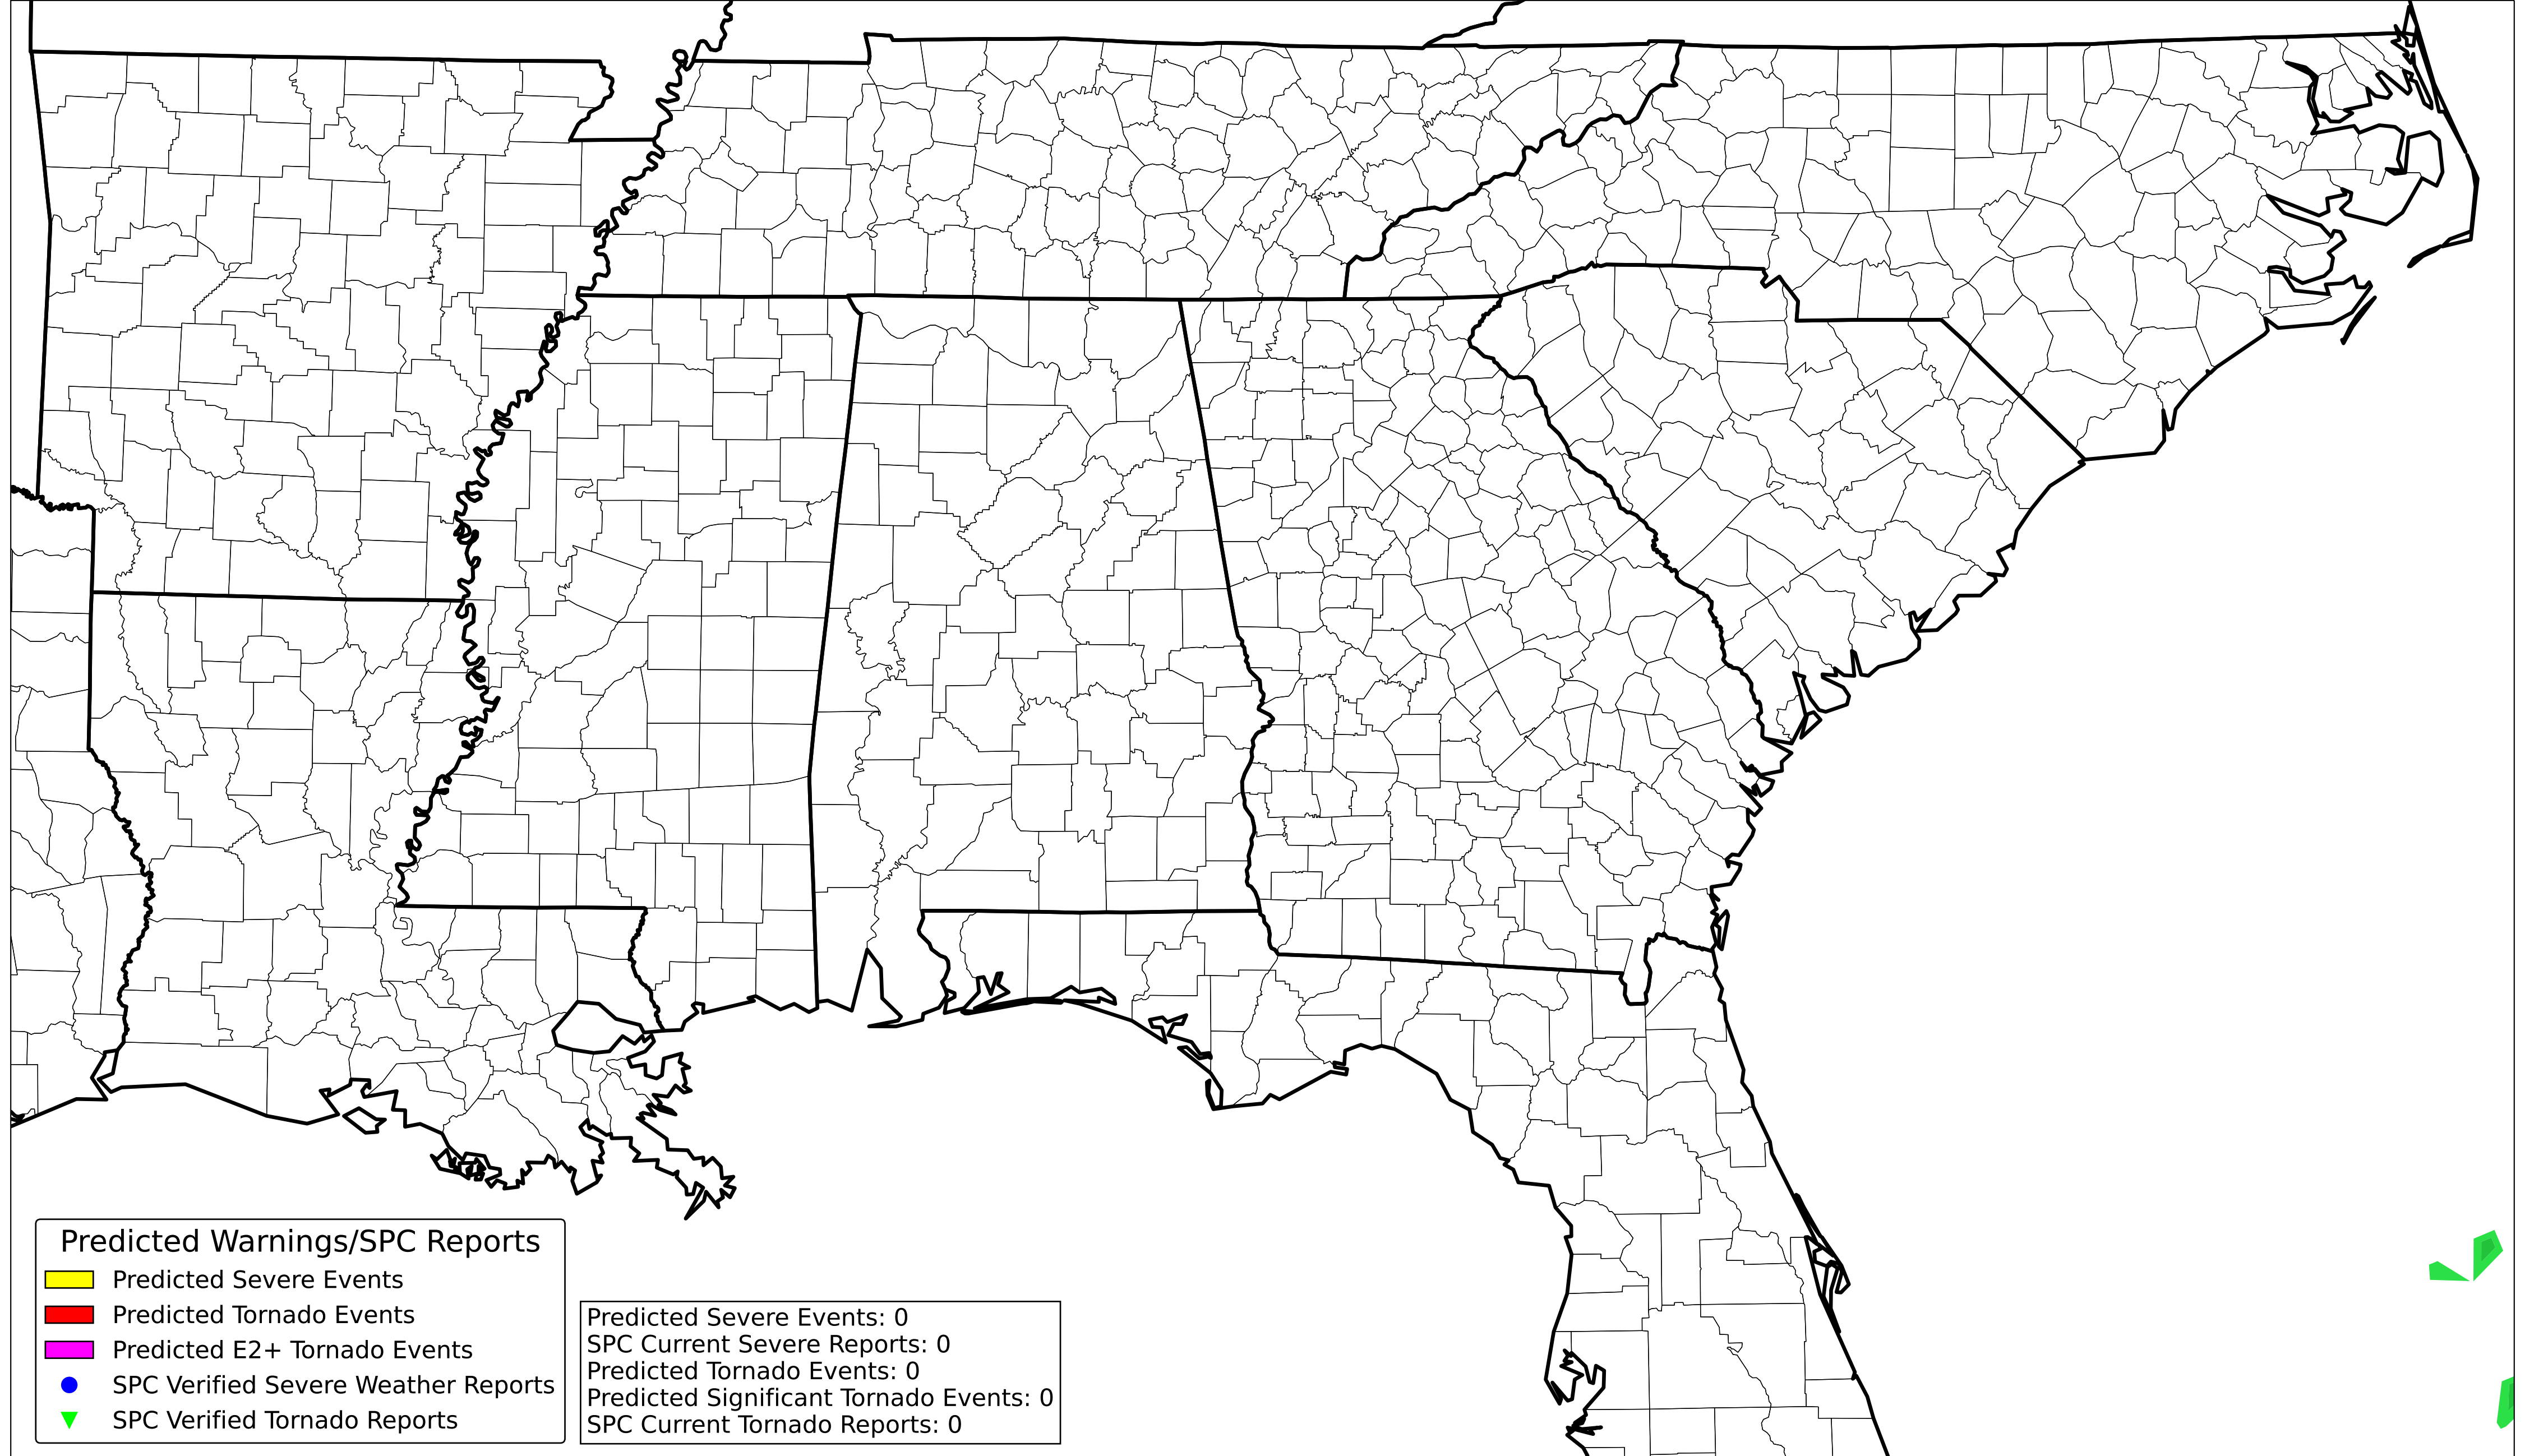 Predicted Warnings/SPC Reports
Predicted Severe Events
Predicted Tornado Events
Predicted E2+ Tornado Events
SPC Verified Severe Weather Reports
SPC Verified Tornado Reports
Predicted Severe Events: 0
SPC Current Severe Reports: 0
Predicted Tornado Events: 0
Predicted Significant Tornado Events: 0
SPC Current Tornado Reports: 0